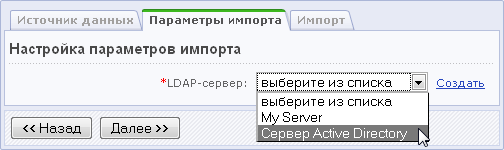 Источник данных Параметры импорта Импорт
Настройка параметров импорта
*LDAP-сервер: выберите из списка Создать
выберите из списка
My Server
Сервер Active Directory
<< Назад Далее >>